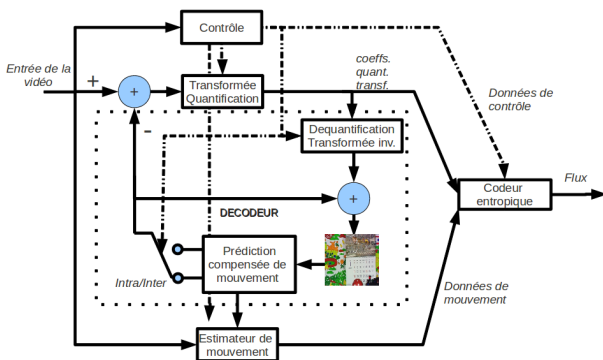 Contrôle
Entrée de la
vidéo
+
+
-
Transformée
Quantification
coeffs.
quant.
transf.
Données de
contrôle
Dequantification
Transformée inv.
DECODEUR
+
Codeur
entropique
Flux
Prédiction
compensée de
mouvement
Intra/Inter
Données de
mouvement
Estimateur de
mouvement